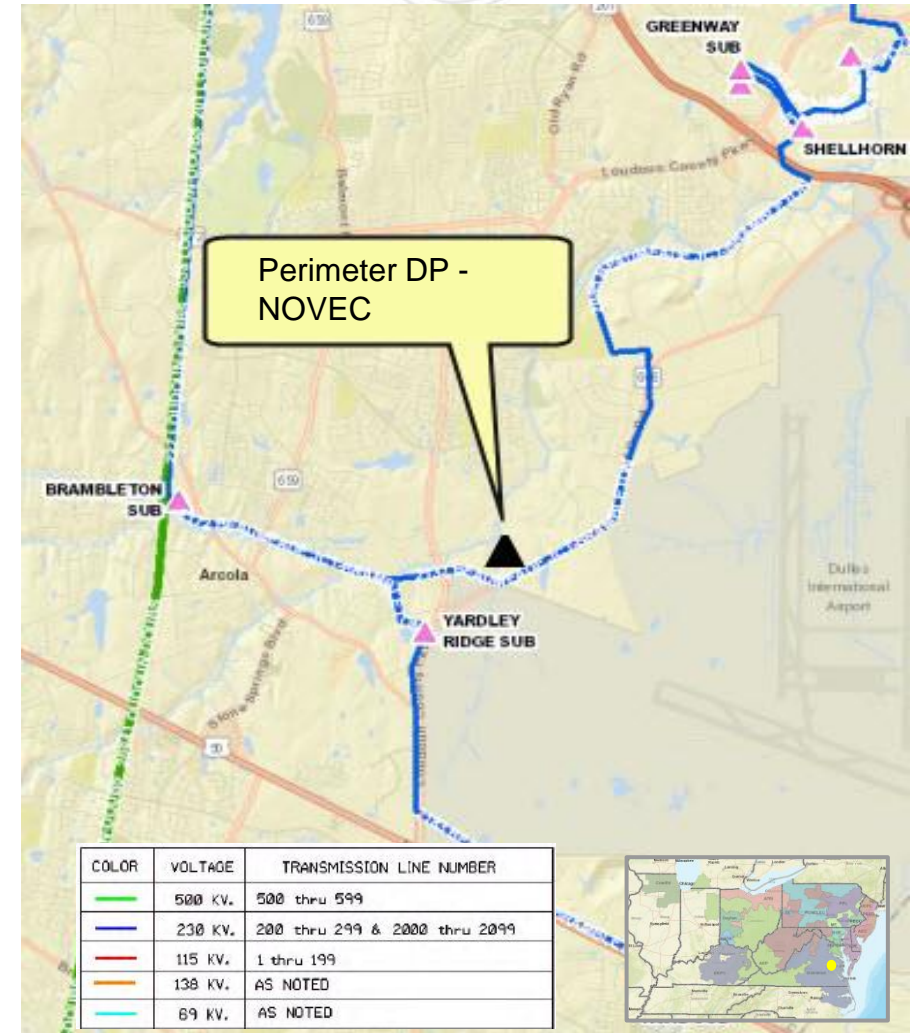 659
267
GREENWAY
SUB
Old Ryan Rd
SHELLHORN
Loudoun County Pkwy
Belmont
Perimeter DP -
NOVEC
659
BRAMBLETON
SUB
Arcola
Dulles
International
Airport
YARDLEY
RIDGE SUB
Stone Springs Blvd
50
COLOR VOLTAGE TRANSMISSION LINE NUMBER
500 KV. 500 thru 599
230 KV. 200 thru 299 & 2000 thru 2099
115 KV. 1 thru 199
138 KV. AS NOTED
69 KV. AS NOTED